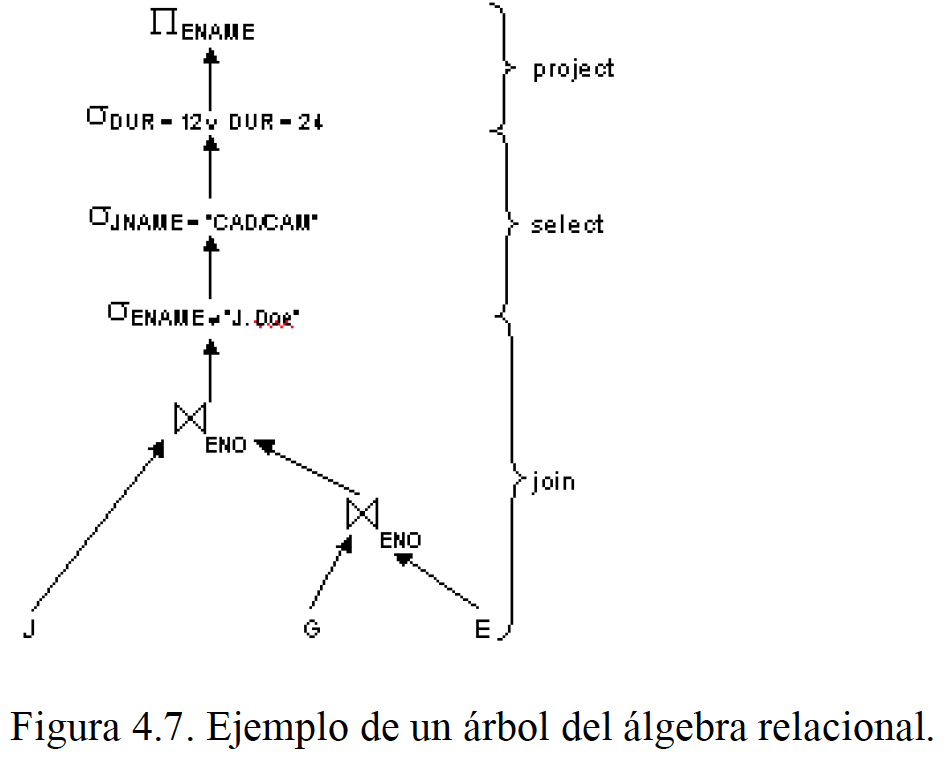 ∏ENAME
project
σDUR = 12 ∨ DUR = 24
σJNAME = "CAD/CAM"
select
σENAME ≠ "J. Doe"
⋈ENO
join
⋈ENO
J G E
Figura 4.7. Ejemplo de un árbol del álgebra relacional.